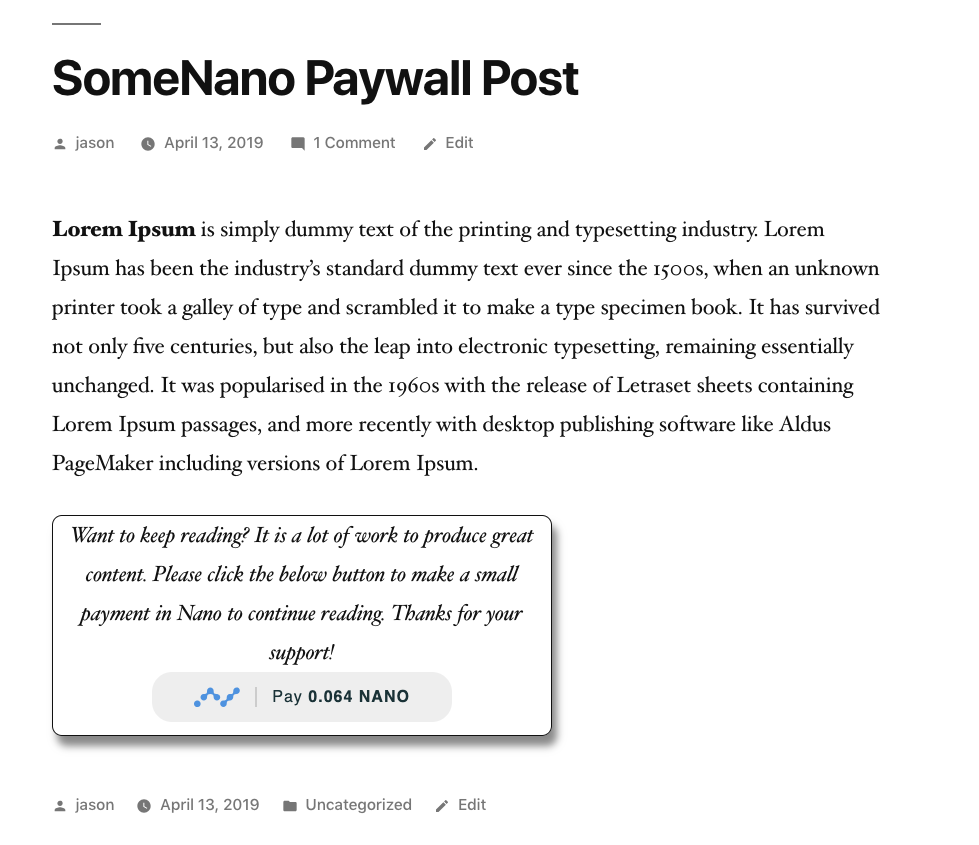 SomeNano Paywall Post
jason April 13, 2019 1 Comment Edit
Lorem Ipsum is simply dummy text of the printing and typesetting industry. Lorem
Ipsum has been the industry’s standard dummy text ever since the 1500s, when an unknown
printer took a galley of type and scrambled it to make a type specimen book. It has survived
not only five centuries, but also the leap into electronic typesetting, remaining essentially
unchanged. It was popularised in the 1960s with the release of Letraset sheets containing
Lorem Ipsum passages, and more recently with desktop publishing software like Aldus
PageMaker including versions of Lorem Ipsum.
Want to keep reading? It is a lot of work to produce great
content. Please click the below button to make a small
payment in Nano to continue reading. Thanks for your
support!
Pay 0.064 NANO
jason April 13, 2019 Uncategorized Edit